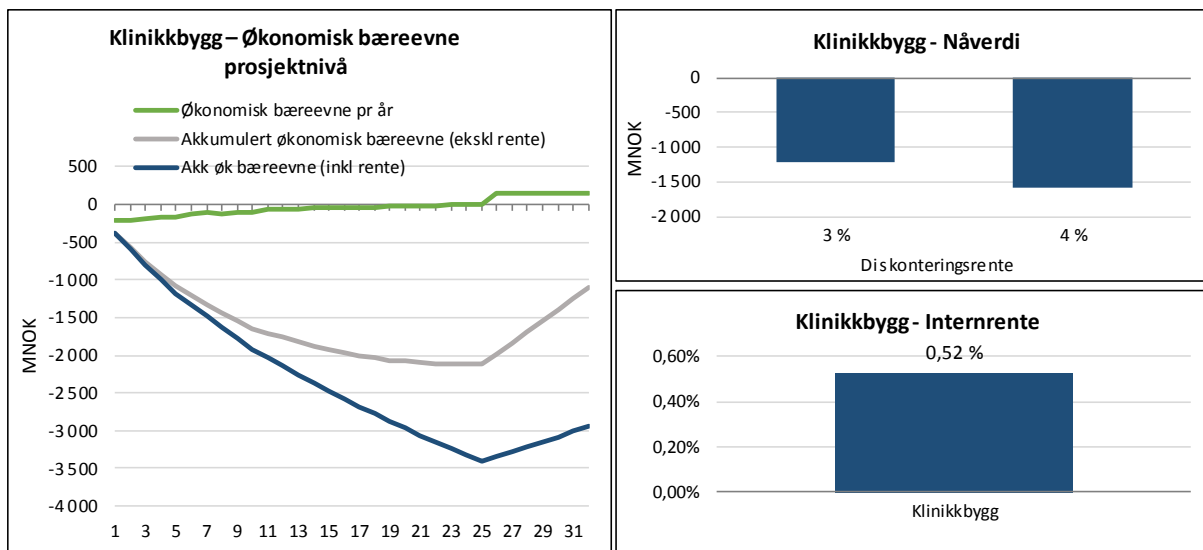 Klinikkbygg – Økonomisk bæreevne
prosjektnivå
Økonomisk bæreevne pr år
Akkumulert økonomisk bæreevne (ekskl rente)
Akk øk bæreevne (inkl rente)
MNOK
500
0
-500
-1 000
-1 500
-2 000
-2 500
-3 000
-3 500
-4 000
1 3 5 7 9 11 13 15 17 19 21 23 25 27 29 31
Klinikkbygg - Nåverdi
MNOK
0
-500
-1 000
-1 500
-2 000
3 % 4 %
Diskonteringsrente
Klinikkbygg - Internrente
0,52 %
0,60%
0,40%
0,20%
0,00%
Klinikkbygg